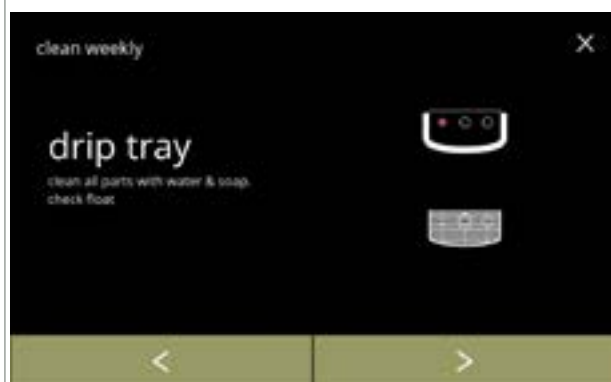 clean weekly
drip tray
clean all parts with water & soap.
check float